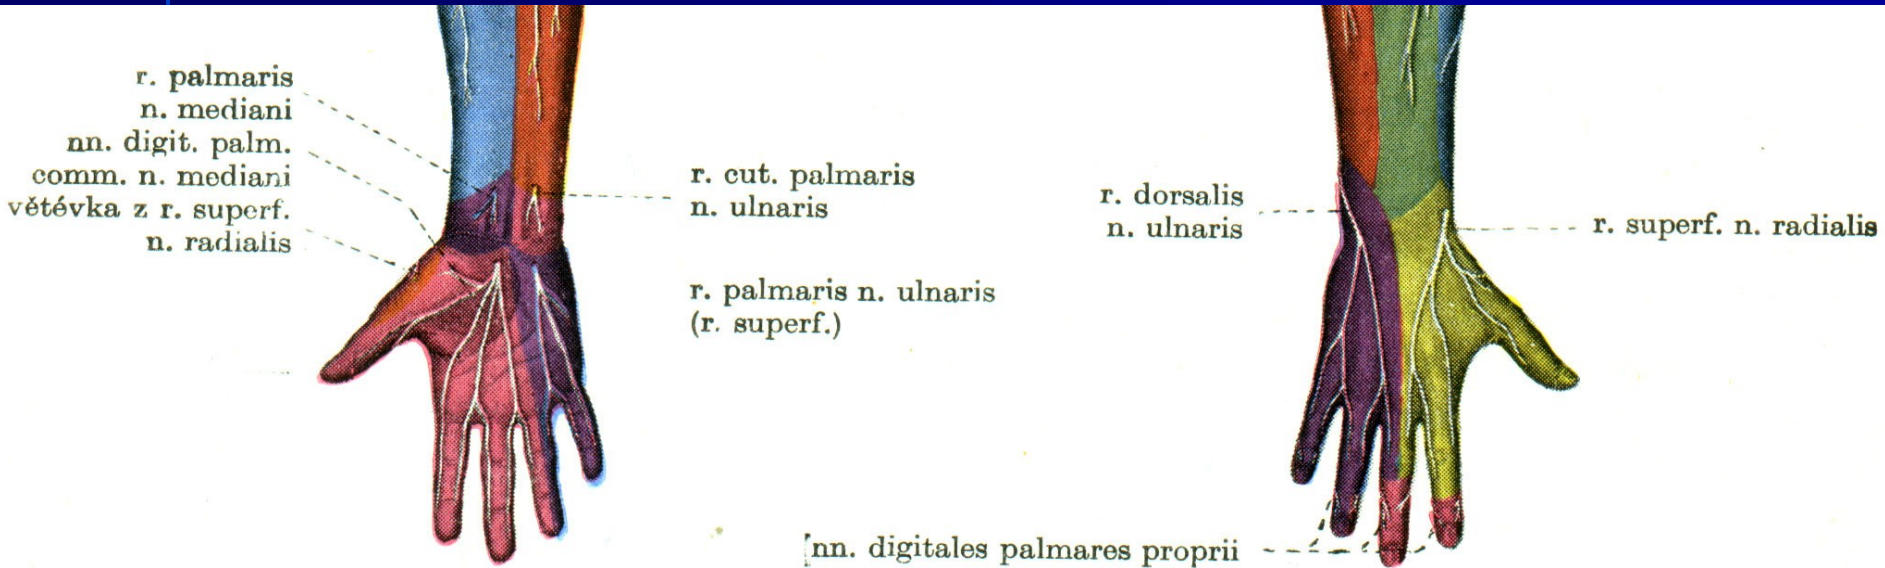 r. palmaris
n. mediani
nn. digit. palm.
comm. n. mediani
větévka z r. superf.
n. radialis
r. cut. palmaris
n. ulnaris
r. palmaris n. ulnaris
(r. superf.)
r. dorsalis
n. ulnaris
r. superf. n. radialis
nn. digitales palmares proprii